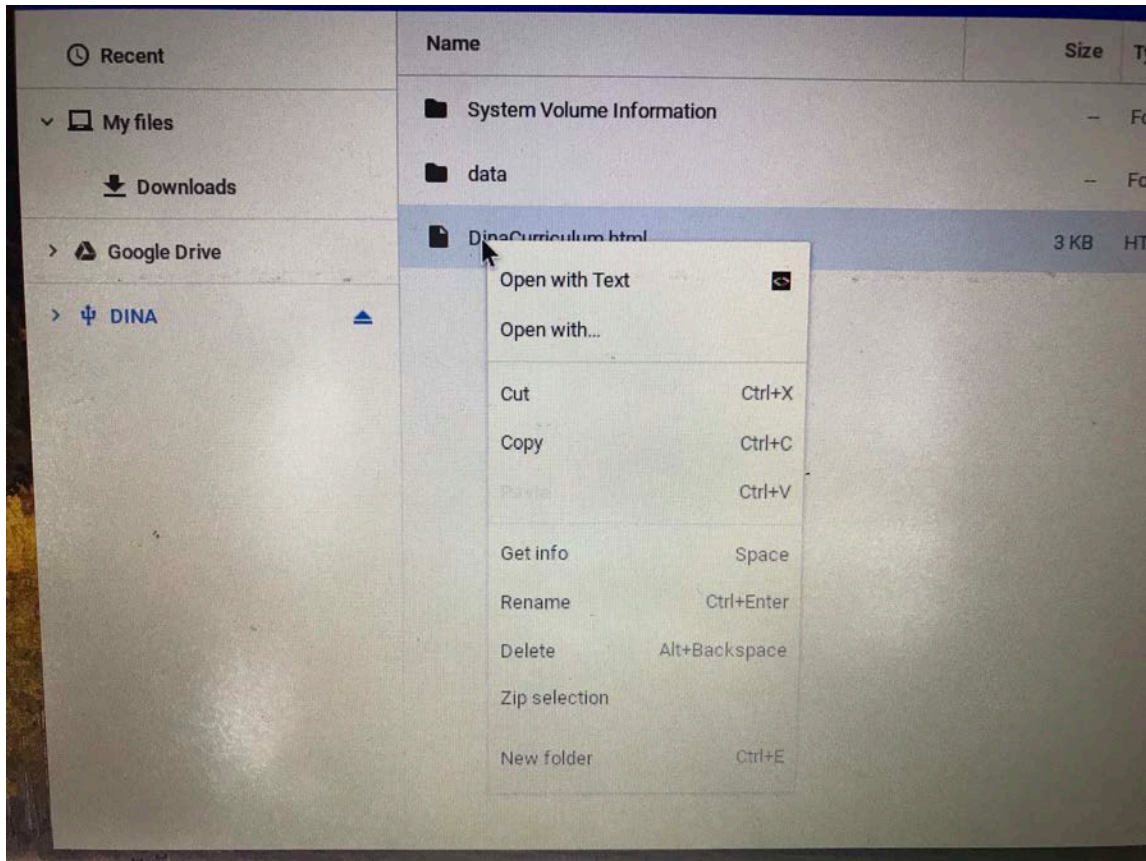 Recent
My files
Downloads
Google Drive
DINA
Name Size
System Volume Information --
data --
DinaCurriculum.html 3 KB
Open with Text
Open with...
Cut Ctrl+X
Copy Ctrl+C
Paste Ctrl+V
Get info Space
Rename Ctrl+Enter
Delete Alt+Backspace
Zip selection
New folder Ctrl+E